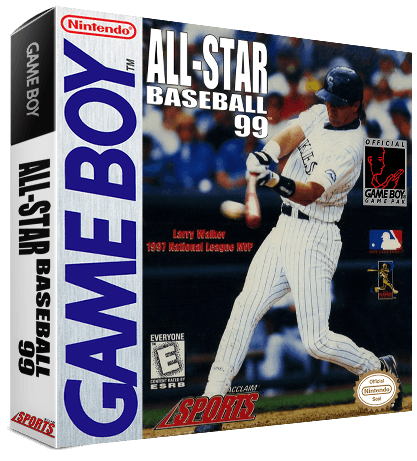 GAME BOY
ALL-STAR BASEBALL 99
Nintendo
GAME BOY
TM
ALL-STAR
BASEBALL
99
OFFICIAL
GAME BOY
GAME PAK
Larry Walker
1997 National League MVP
EVERYONE
E
CONTENT RATED BY
ESRB
ACCLAIM
SPORTS
Official
Nintendo
Seal
SPORTS